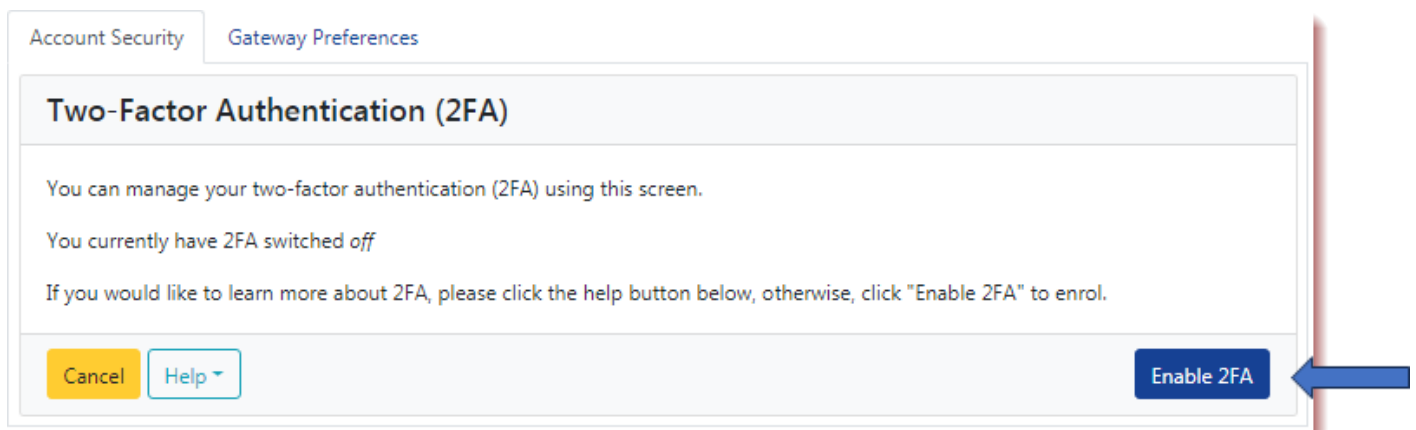 Account Security Gateway Preferences
Two-Factor Authentication (2FA)
You can manage your two-factor authentication (2FA) using this screen.
You currently have 2FA switched off
If you would like to learn more about 2FA, please click the help button below, otherwise, click "Enable 2FA" to enrol.
Cancel Help Enable 2FA